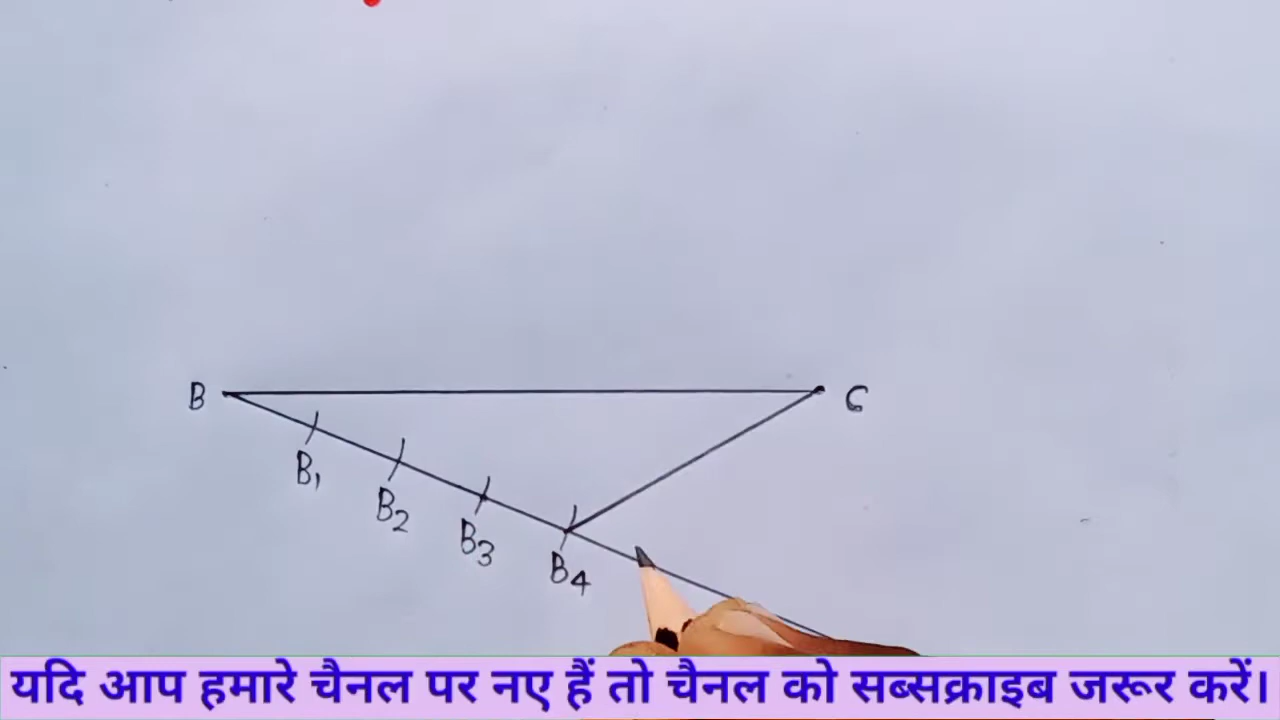 B C
B1
B2
B3
B4
यदि आप हमारे चैनल पर नए हैं तो चैनल को सब्सक्राइब जरूर करें।